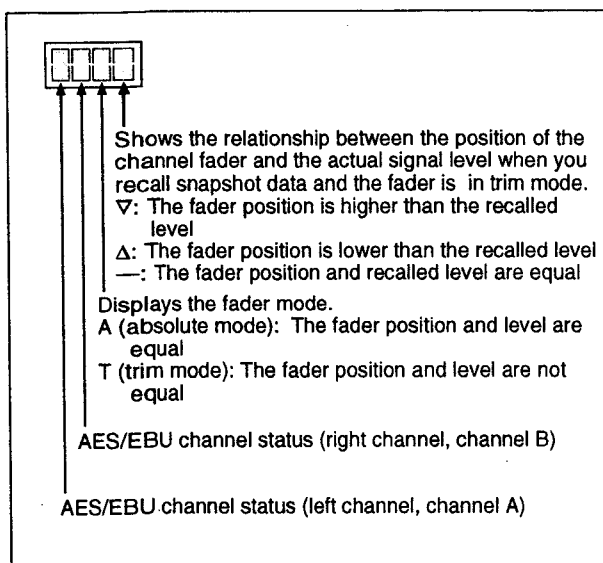 Shows the relationship between the position of the
channel fader and the actual signal level when you
recall snapshot data and the fader is in trim mode.
▽: The fader position is higher than the recalled
level
△: The fader position is lower than the recalled level
—: The fader position and recalled level are equal
Displays the fader mode.
A (absolute mode): The fader position and level are
equal
T (trim mode): The fader position and level are not
equal
AES/EBU channel status (right channel, channel B)
AES/EBU channel status (left channel, channel A)